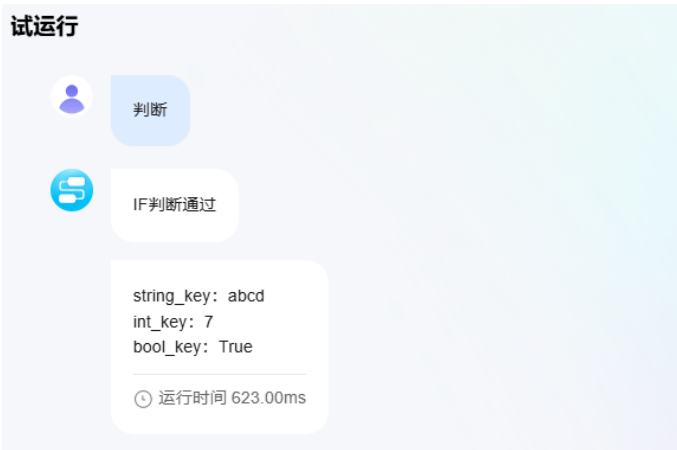 试运行
判断
IF判断通过
string_key：abcd
int_key：7
bool_key：True
运行时间 623.00ms